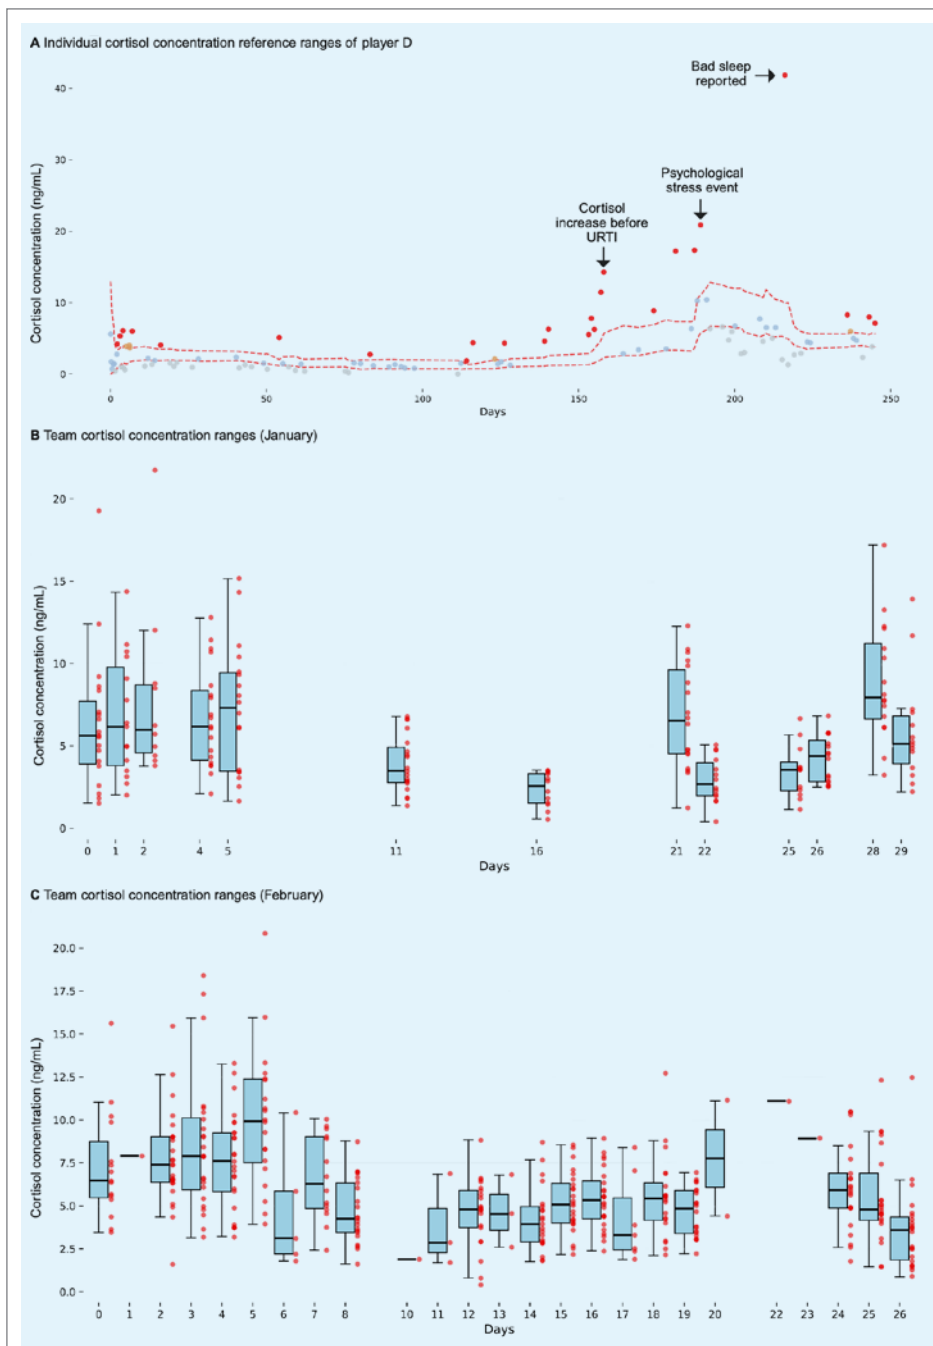 A Individual cortisol concentration reference ranges of player D
Bad sleep
reported
Psychological
stress event
Cortisol
increase before
URTI
Cortisol concentration (ng/mL)
40
30
20
10
0
0 50 100 150 200 250
Days
B Team cortisol concentration ranges (January)
Cortisol concentration (ng/mL)
20
15
10
5
0
0 1 2 4 5 11 16 21 22 25 26 28 29
Days
C Team cortisol concentration ranges (February)
Cortisol concentration (ng/mL)
20.0
17.5
15.0
12.5
10.0
7.5
5.0
2.5
0.0
0 1 2 3 4 5 6 7 8 10 11 12 13 14 15 16 17 18 19 20 22 23 24 25 26
Days